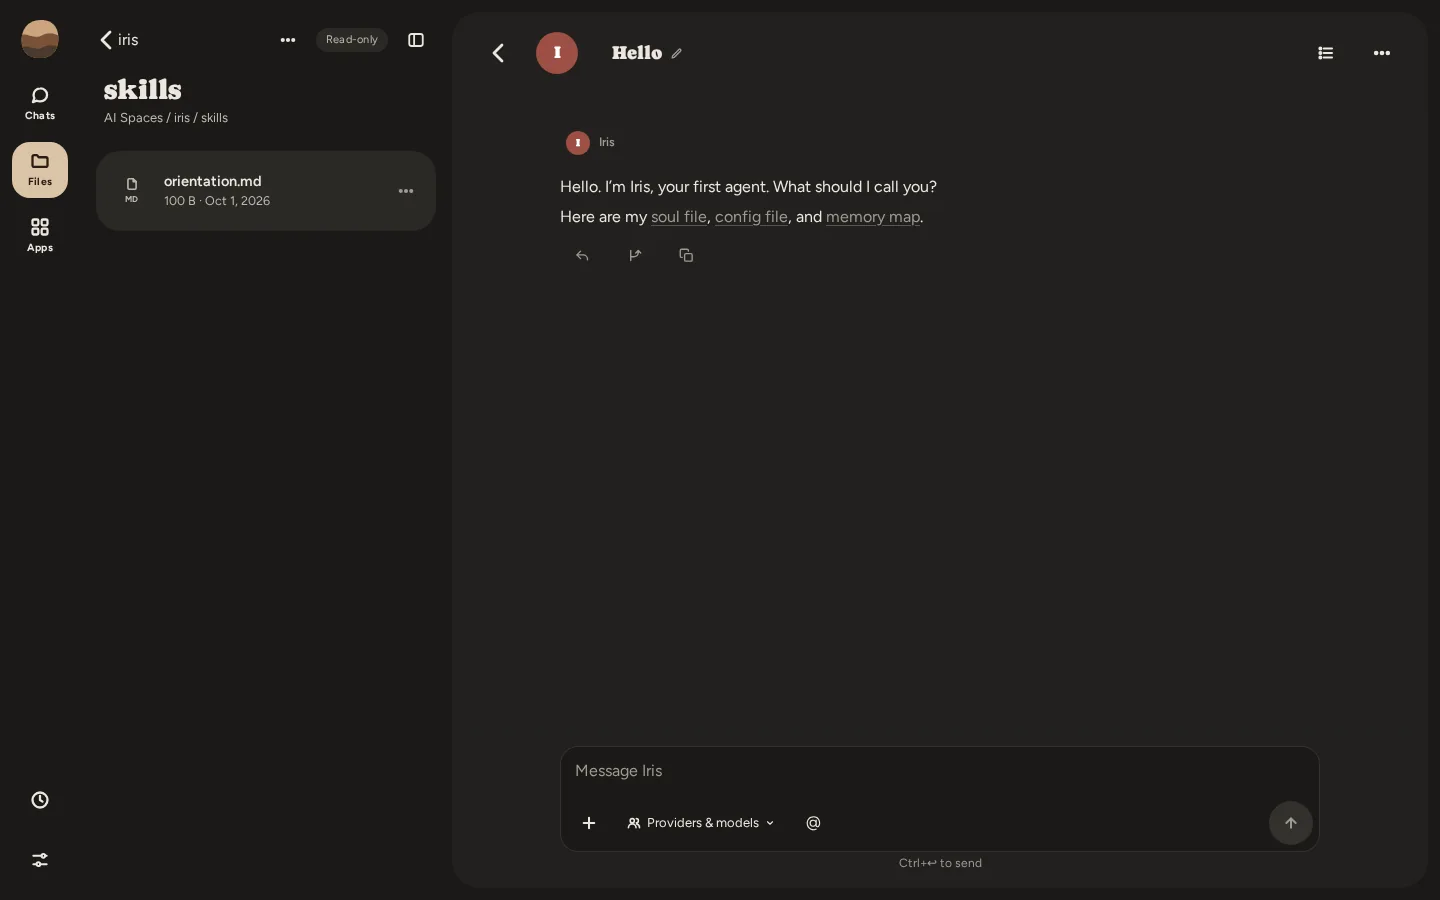 iris
Read-only
skills
AI Spaces / iris / skills
MD
orientation.md
100 B · Oct 1, 2026
Chats
Files
Apps
I
Hello
I
Iris
Hello. I’m Iris, your first agent. What should I call you?
Here are my soul file, config file, and memory map.
Message Iris
Providers & models
@
Ctrl+↩ to send